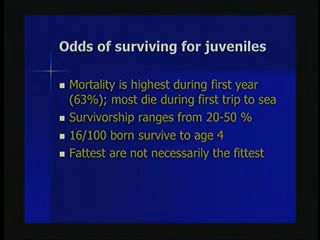 Odds of surviving for juveniles
Mortality is highest during first year
(63%); most die during first trip to sea
Survivorship ranges from 20-50 %
16/100 born survive to age 4
Fattest are not necessarily the fittest